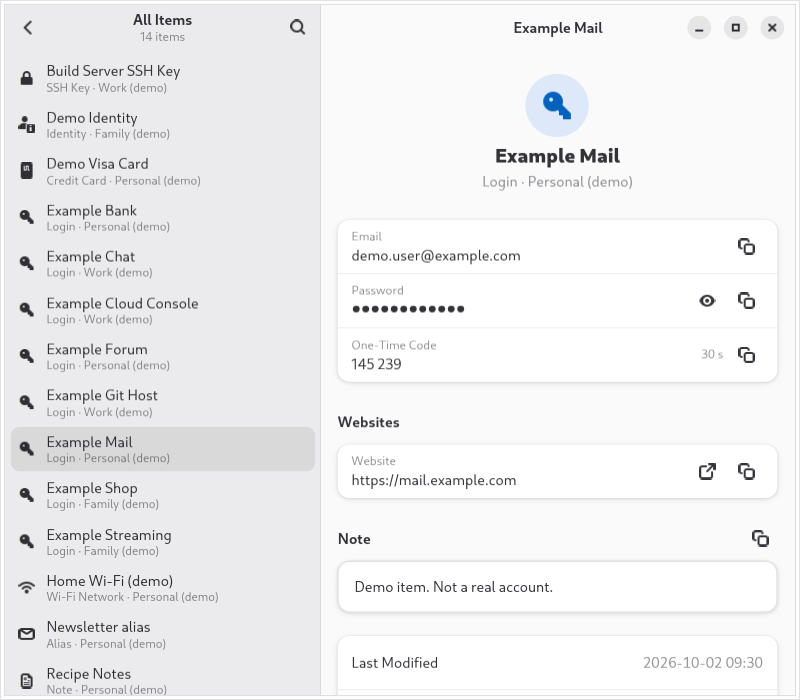 All Items
14 items
Build Server SSH Key
SSH Key · Work (demo)
Demo Identity
Identity · Family (demo)
Demo Visa Card
Credit Card · Personal (demo)
Example Bank
Login · Personal (demo)
Example Chat
Login · Work (demo)
Example Cloud Console
Login · Work (demo)
Example Forum
Login · Personal (demo)
Example Git Host
Login · Work (demo)
Example Mail
Login · Personal (demo)
Example Shop
Login · Family (demo)
Example Streaming
Login · Family (demo)
Home Wi-Fi (demo)
Wi-Fi Network · Personal (demo)
Newsletter alias
Alias · Personal (demo)
Recipe Notes
Note · Personal (demo)
Example Mail
Example Mail
Login · Personal (demo)
Email
demo.user@example.com
Password
●●●●●●●●●●●●
One-Time Code
145 239
30 s
Websites
Website
https://mail.example.com
Note
Demo item. Not a real account.
Last Modified
2026-10-02 09:30